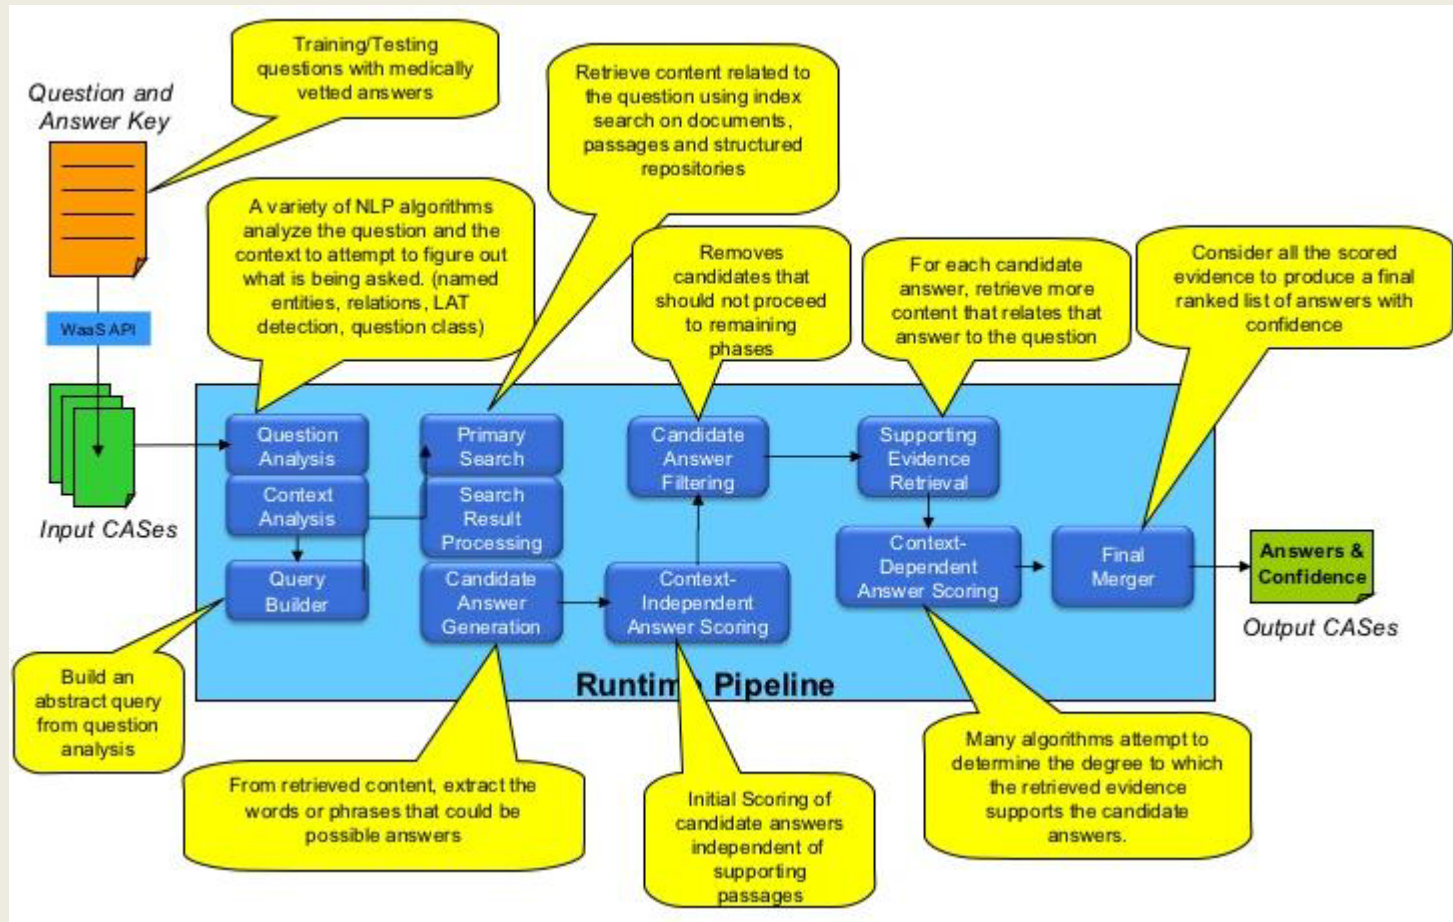 Question and
Answer Key
Training/Testing
questions with medically
vetted answers
Retrieve content related to
the question using index
search on documents,
passages and structured
repositories
A variety of NLP algorithms
analyze the question and the
context to attempt to figure out
what is being asked. (named
entities, relations, LAT
detection, question class)
Removes
candidates that
should not proceed
to remaining
phases
For each candidate
answer, retrieve more
content that relates that
answer to the question
Consider all the scored
evidence to produce a final
ranked list of answers with
confidence
WaaS API
Input CASes
Question
Analysis
Context
Analysis
Query
Builder
Primary
Search
Search
Result
Processing
Candidate
Answer
Generation
Context-
Independent
Answer Scoring
Candidate
Answer
Filtering
Supporting
Evidence
Retrieval
Context-
Dependent
Answer Scoring
Final
Merger
Answers &
Confidence
Output CASes
Runtime Pipeline
Build an
abstract query
from question
analysis
From retrieved content, extract the
words or phrases that could be
possible answers
Initial Scoring of
candidate answers
independent of
supporting
passages
Many algorithms attempt to
determine the degree to which
the retrieved evidence
supports the candidate
answers.